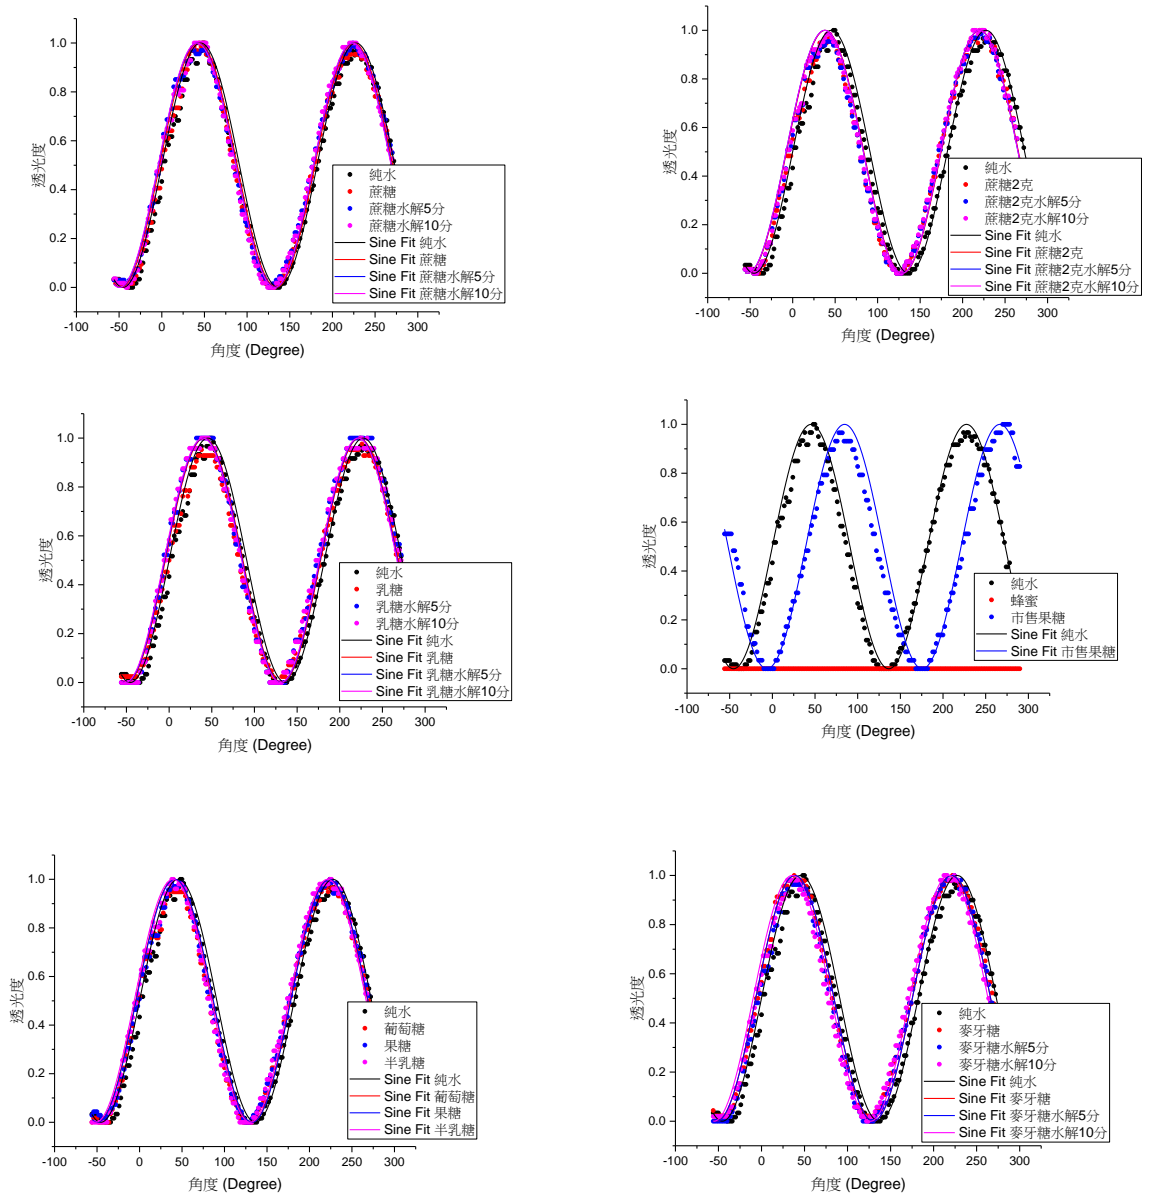 1.0
0.8
0.6
0.4
0.2
0.0
透光度
純水
蔗糖
蔗糖水解5分
蔗糖水解10分
Sine Fit 純水
Sine Fit 蔗糖
Sine Fit 蔗糖水解5分
Sine Fit 蔗糖水解10分
-100 -50 0 50 100 150 200 250 300
角度 (Degree)
1.0
0.8
0.6
0.4
0.2
0.0
透光度
純水
蔗糖2克
蔗糖2克水解5分
蔗糖2克水解10分
Sine Fit 純水
Sine Fit 蔗糖2克
Sine Fit 蔗糖2克水解5分
Sine Fit 蔗糖2克水解10分
-100 -50 0 50 100 150 200 250 300
角度 (Degree)
1.0
0.8
0.6
0.4
0.2
0.0
透光度
純水
乳糖
乳糖水解5分
乳糖水解10分
Sine Fit 純水
Sine Fit 乳糖
Sine Fit 乳糖水解5分
Sine Fit 乳糖水解10分
-100 -50 0 50 100 150 200 250 300
角度 (Degree)
1.0
0.8
0.6
0.4
0.2
0.0
透光度
純水
蜂蜜
市售果糖
Sine Fit 純水
Sine Fit 市售果糖
-100 -50 0 50 100 150 200 250 300
角度 (Degree)
1.0
0.8
0.6
0.4
0.2
0.0
透光度
純水
葡萄糖
果糖
半乳糖
Sine Fit 純水
Sine Fit 葡萄糖
Sine Fit 果糖
Sine Fit 半乳糖
-100 -50 0 50 100 150 200 250 300
角度 (Degree)
1.0
0.8
0.6
0.4
0.2
0.0
透光度
純水
麥牙糖
麥牙糖水解5分
麥牙糖水解10分
Sine Fit 純水
Sine Fit 麥牙糖
Sine Fit 麥牙糖水解5分
Sine Fit 麥牙糖水解10分
-100 -50 0 50 100 150 200 250 300
角度 (Degree)